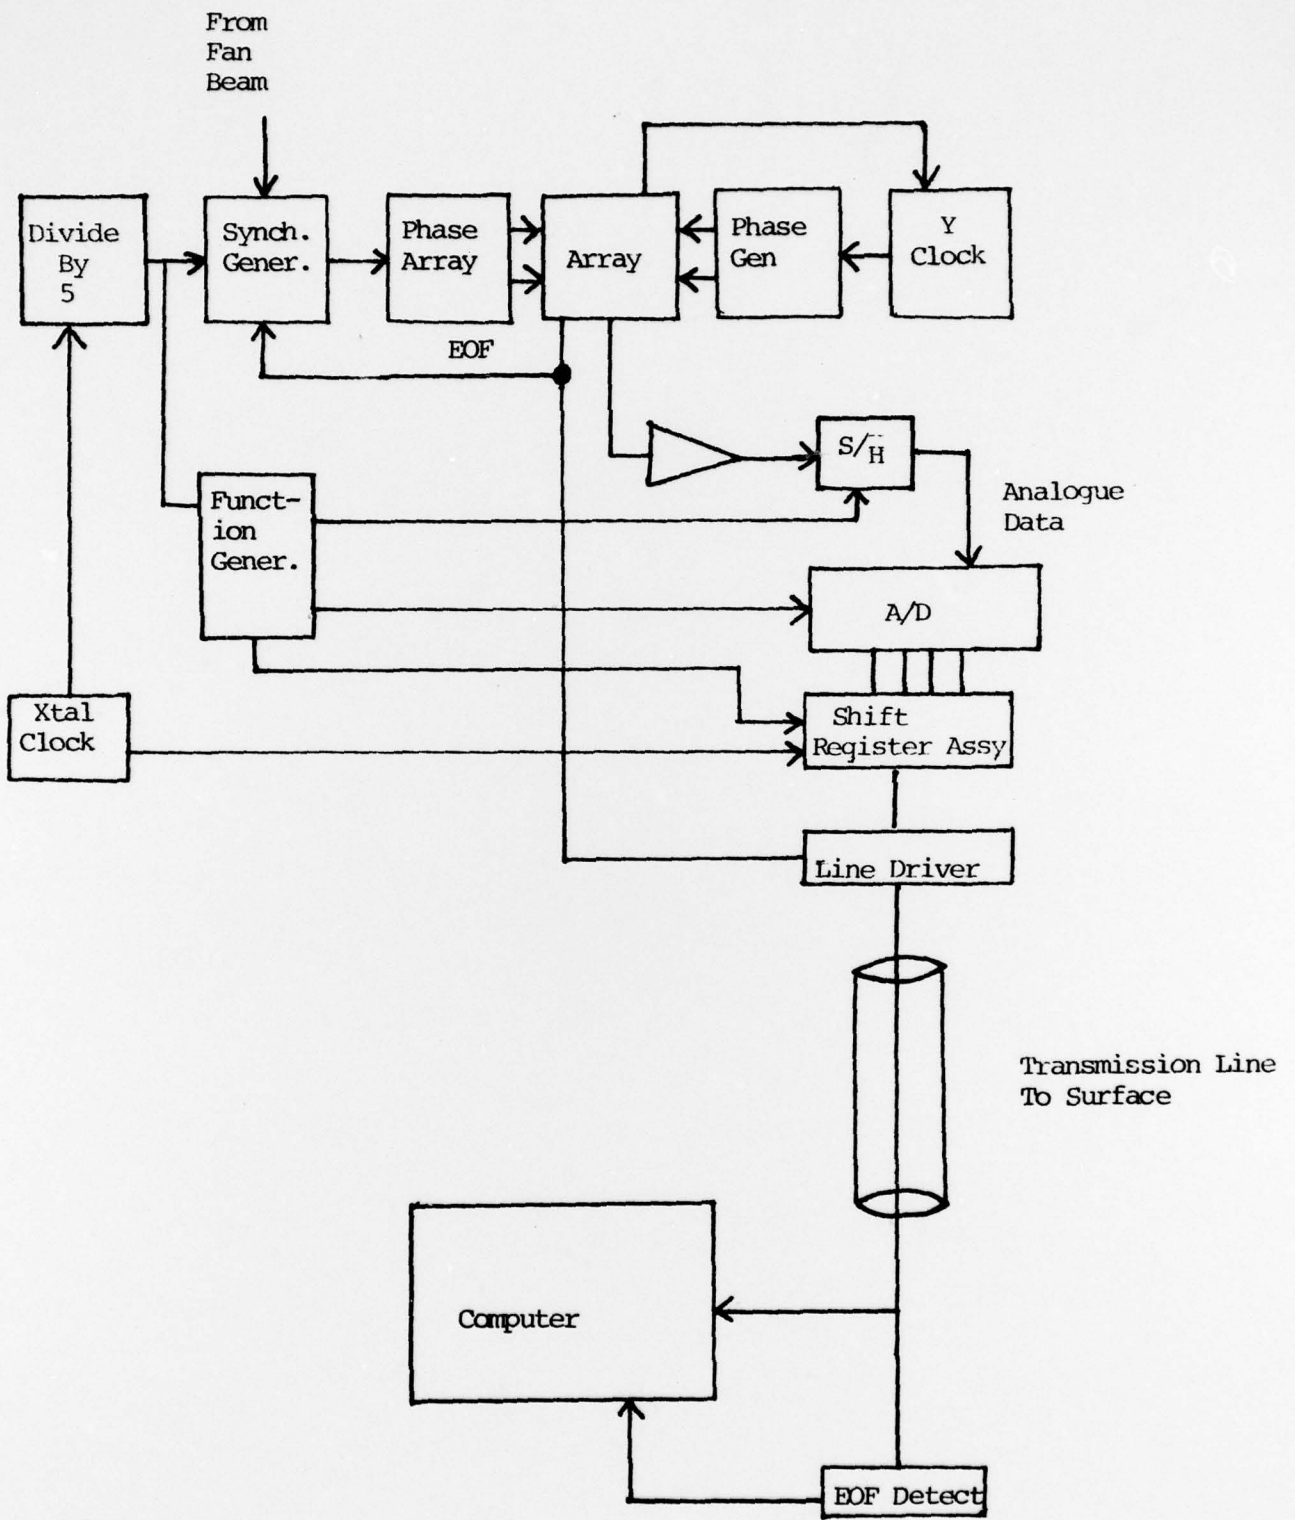 From
Fan
Beam
Divide
By
5
Synch.
Gener.
Phase
Array
Array
Phase
Gen
Y
Clock
EOF
S/H
Analogue
Data
Funct-
ion
Gener.
A/D
Xtal
Clock
Shift
Register Assy
Line Driver
Transmission Line
To Surface
Computer
EOF Detect